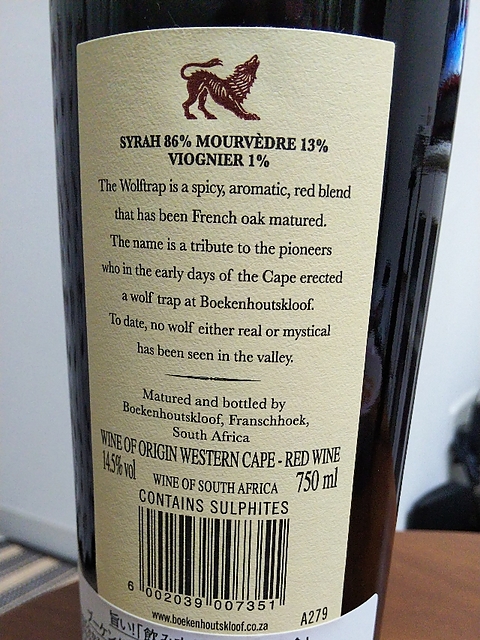 SYRAH 86% MOURVÈDRE 13%
VIOGNIER 1%
The Wolftrap is a spicy, aromatic, red blend
that has been French oak matured.
The name is a tribute to the pioneers
who in the early days of the Cape erected
a wolf trap at Boekenhoutskloof.
To date, no wolf either real or mystical
has been seen in the valley.
Matured and bottled by
Boekenhoutskloof, Franschhoek,
South Africa
WINE OF ORIGIN WESTERN CAPE - RED WINE
14.5% vol WINE OF SOUTH AFRICA 750 ml
CONTAINS SULPHITES
6 002039 007351
www.boekenhoutskloof.co.za A279
旨い!「飲み